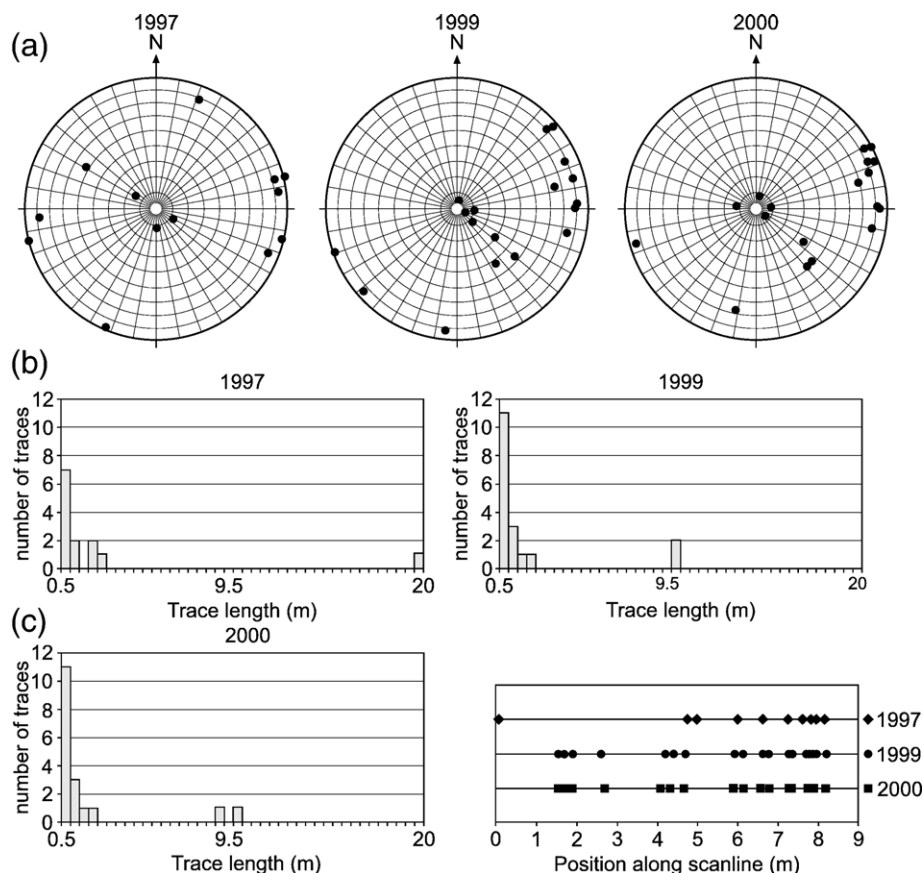 (a)
1997 1999 2000
N N N
(b)
1997 1999
number of traces
12
10
8
6
4
2
0
0.5 9.5 20
Trace length (m)
number of traces
12
10
8
6
4
2
0
0.5 9.5 20
Trace length (m)
(c)
2000
number of traces
12
10
8
6
4
2
0
0.5 9.5 20
Trace length (m)
1997
1999
2000
0 1 2 3 4 5 6 7 8 9
Position along scanline (m)